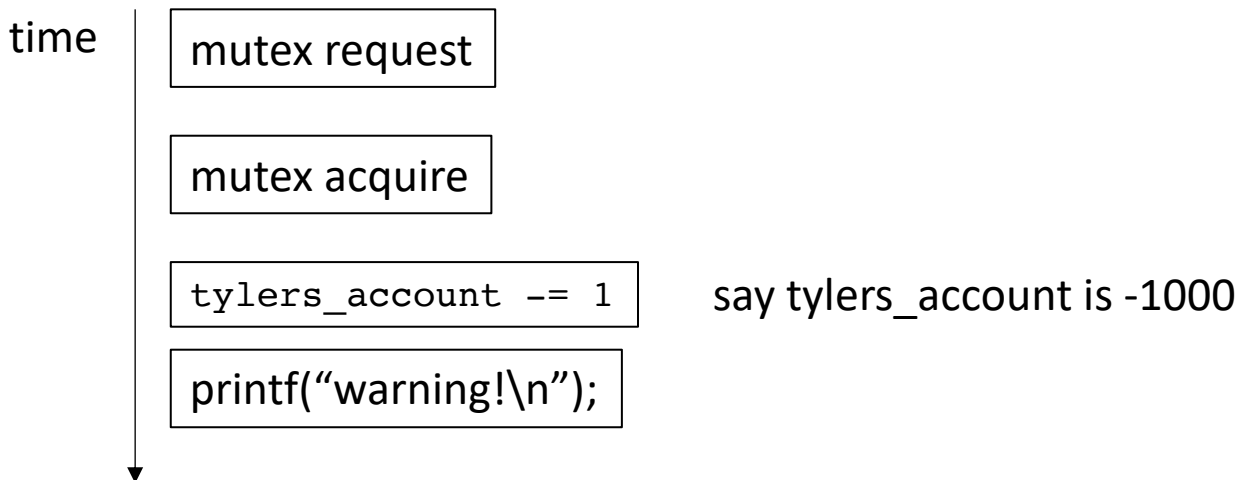 time
mutex request
mutex acquire
tylers_account -= 1
say tylers_account is -1000
printf(“warning!\n”);